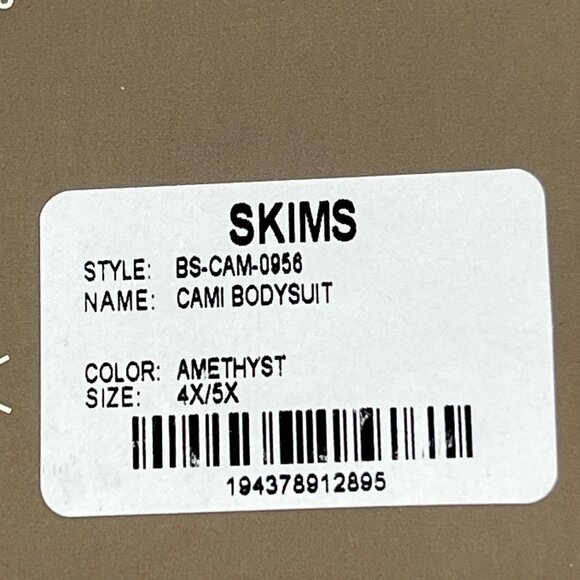 SKIMS
STYLE: BS-CAM-0956
NAME: CAMI BODYSUIT
COLOR: AMETHYST
SIZE: 4X/5X
194378912895